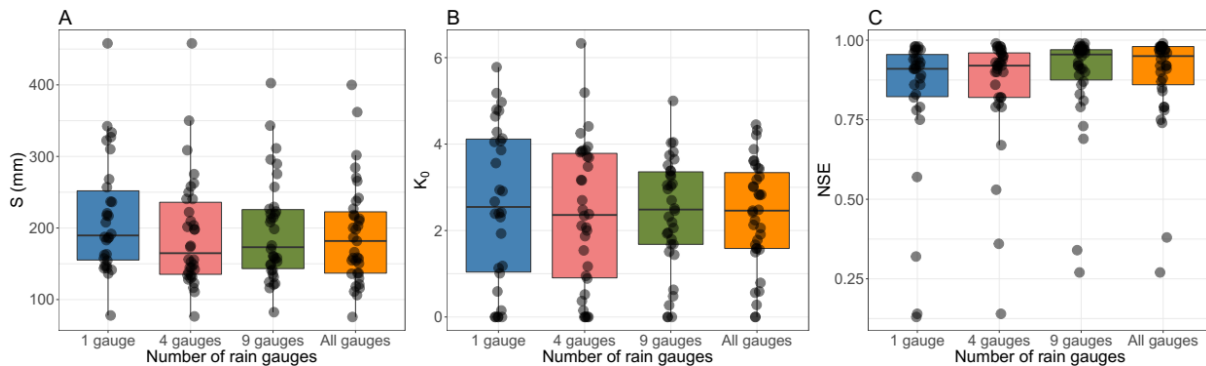 A
S (mm)
400
300
200
100
1 gauge 4 gauges 9 gauges All gauges
Number of rain gauges
B
K₀
6
4
2
0
1 gauge 4 gauges 9 gauges All gauges
Number of rain gauges
C
NSE
1.00
0.75
0.50
0.25
1 gauge 4 gauges 9 gauges All gauges
Number of rain gauges